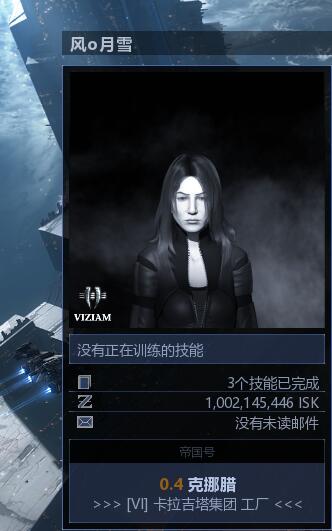 风o月雪
VIZIAM
没有正在训练的技能
3个技能已完成
1,002,145,446 ISK
没有未读邮件
帝国号
0.4 克挪腊
>>> [VI] 卡拉吉塔集团 工厂 <<<